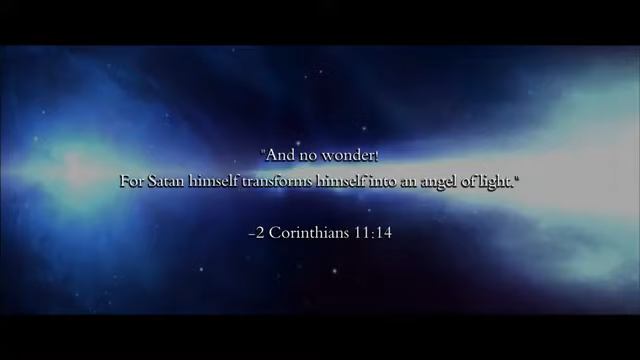 "And no wonder!
For Satan himself transforms himself into an angel of light."
-2 Corinthians 11:14